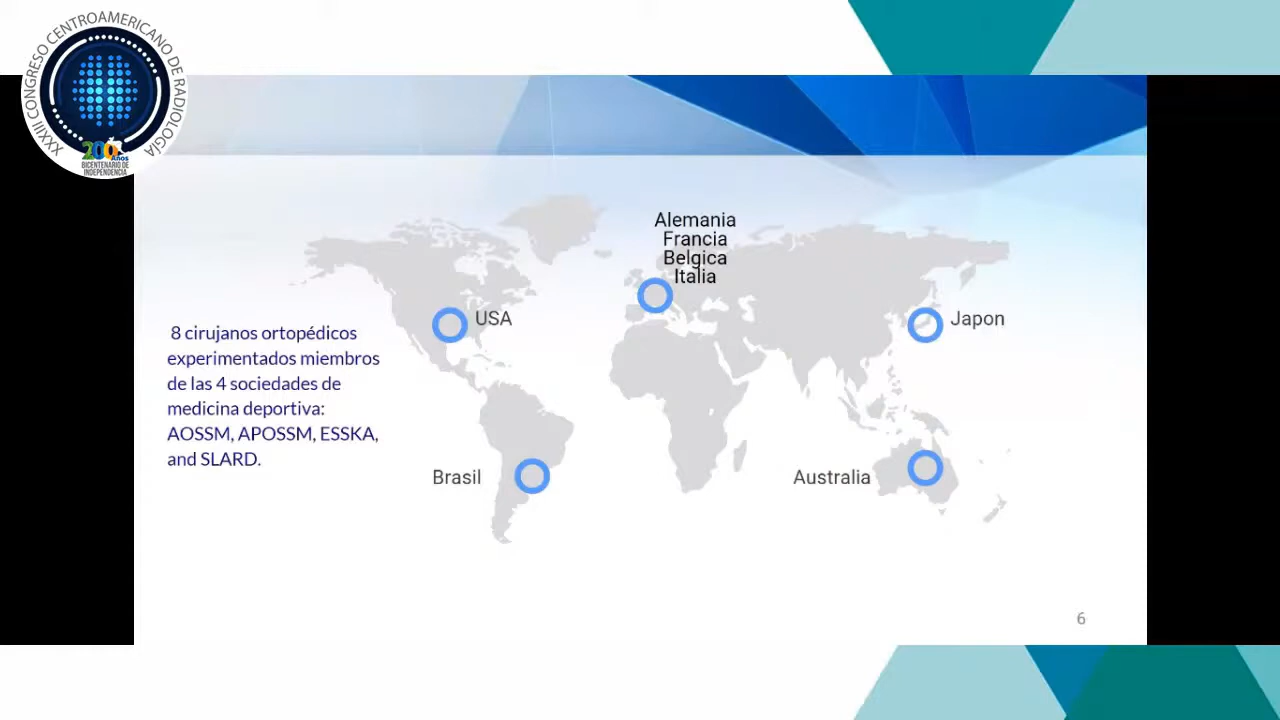 XXXIII CONGRESO CENTROAMERICANO DE RADIOLOGÍA
200 Años
BICENTENARIO DE
INDEPENDENCIA
Alemania
Francia
Belgica
Italia
USA
Japon
8 cirujanos ortopédicos
experimentados miembros
de las 4 sociedades de
medicina deportiva:
AOSSM, APOSSM, ESSKA,
and SLARD.
Brasil
Australia
6